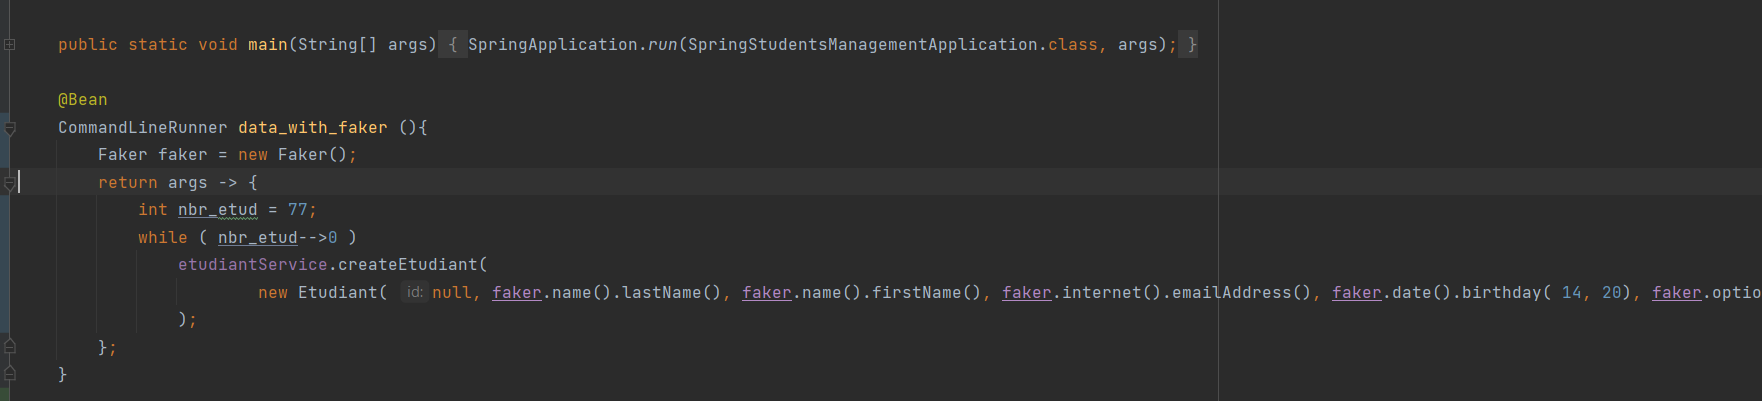 public static void main(String[] args) { SpringApplication.run(SpringStudentsManagementApplication.class, args); }
@Bean
CommandLineRunner data_with_faker (){
Faker faker = new Faker();
return args -> {
int nbr_etud = 77;
while ( nbr_etud-->0 )
etudiantService.createEtudiant(
new Etudiant( id: null, faker.name().lastName(), faker.name().firstName(), faker.internet().emailAddress(), faker.date().birthday( 14, 20), faker.optio
);
};
}